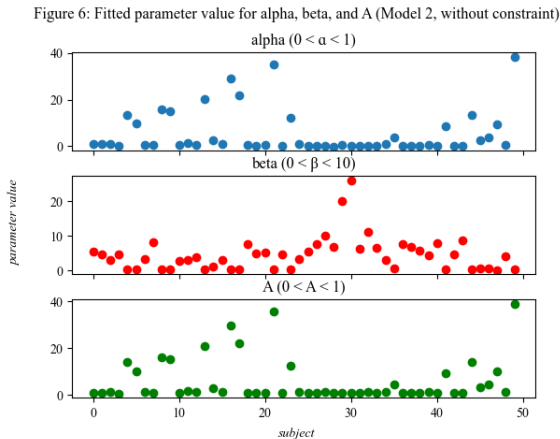 Figure 6: Fitted parameter value for alpha, beta, and A (Model 2, without constraint)
alpha (0 < α < 1)
40
20
0
beta (0 < β < 10)
20
10
0
parameter value
A (0 < A < 1)
40
20
0
0 10 20 30 40 50
subject